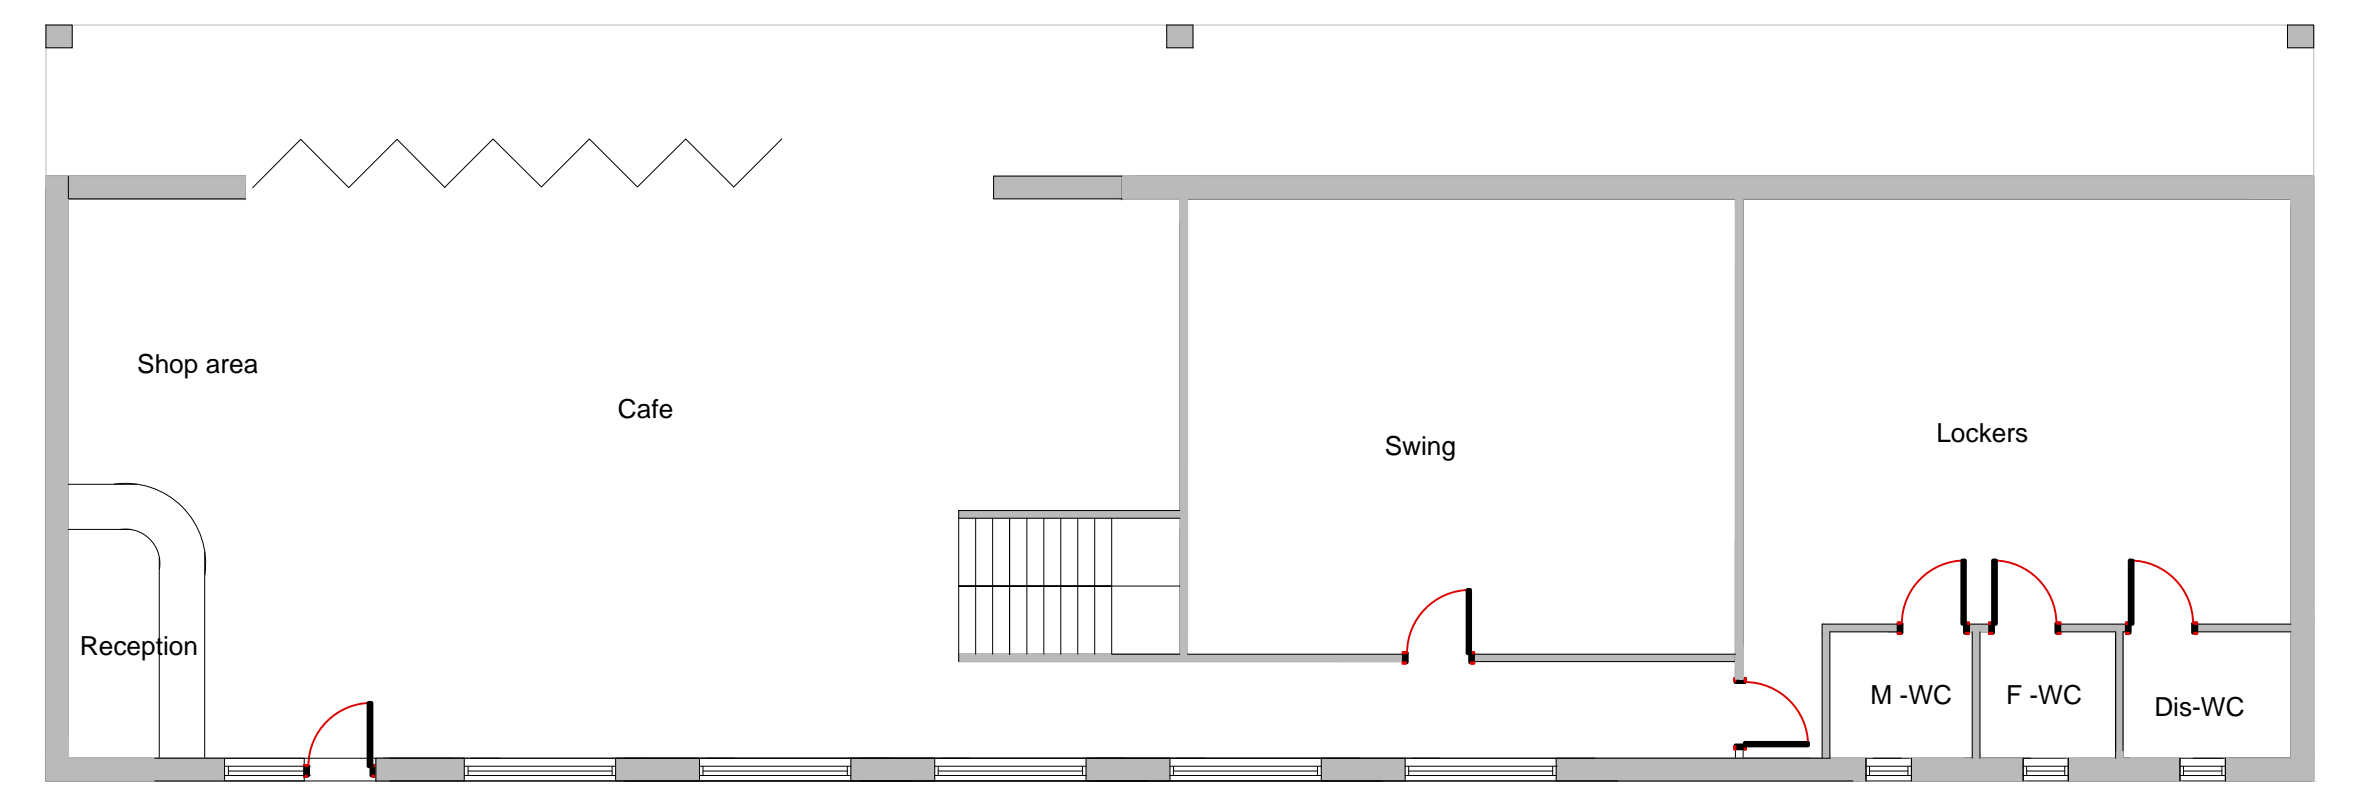 Shop area
Cafe
Swing
Lockers
Reception
M -WC
F -WC
Dis-WC